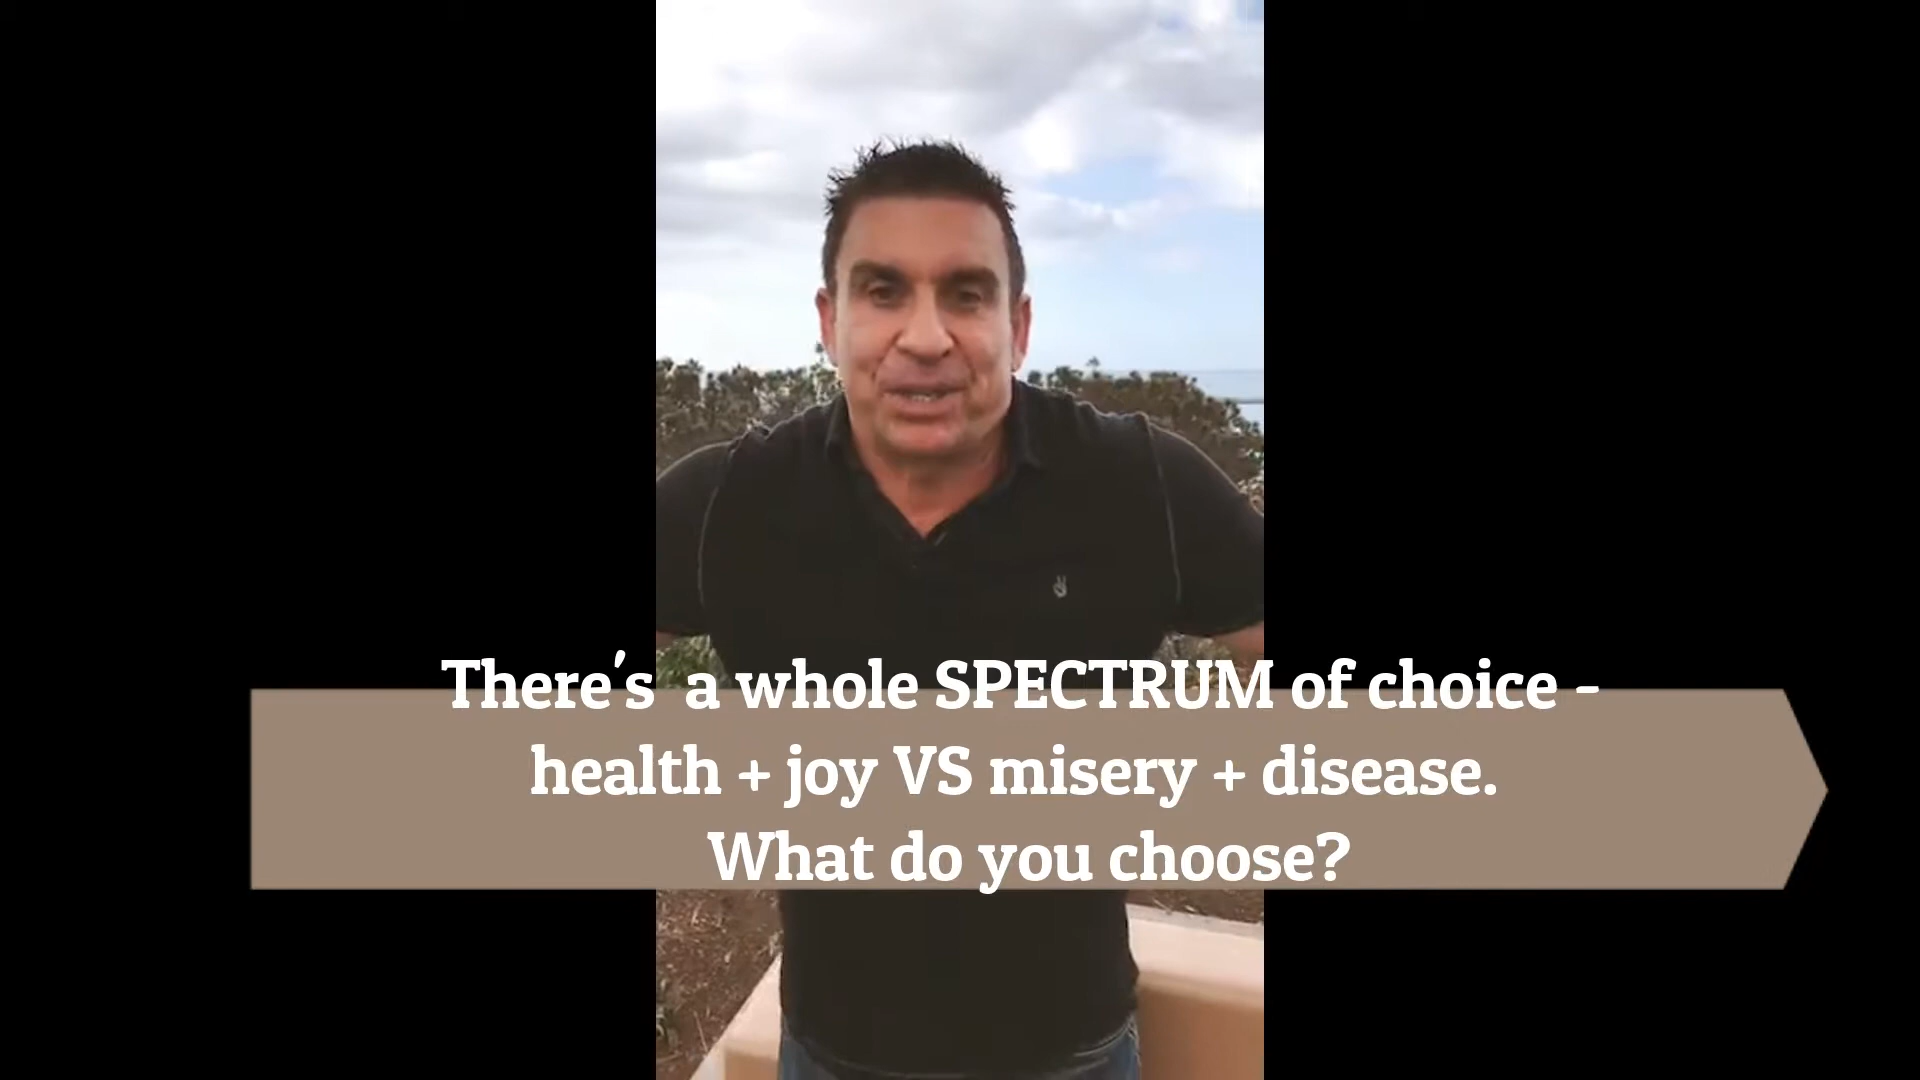 There's  a whole SPECTRUM of choice -
health + joy VS misery + disease.
What do you choose?